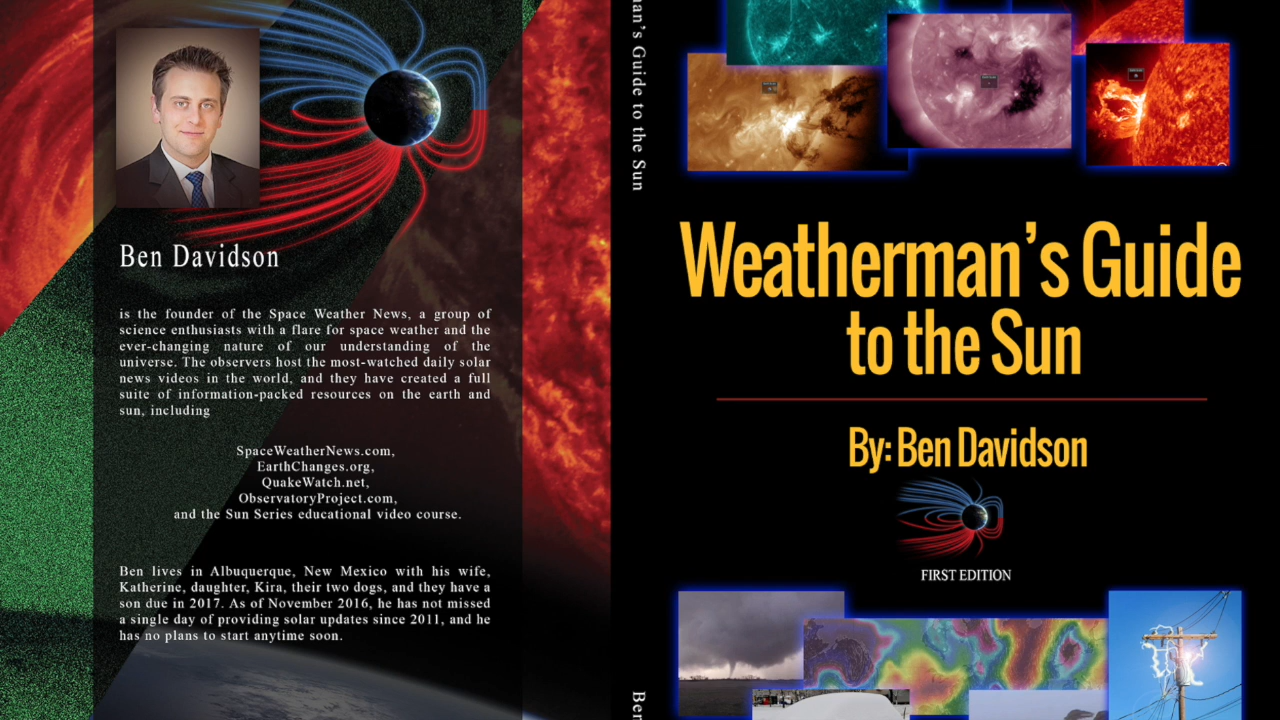 Ben Davidson
is the founder of the Space Weather News, a group of
science enthusiasts with a flare for space weather and the
ever-changing nature of our understanding of the
universe. The observers host the most-watched daily solar
news videos in the world, and they have created a full
suite of information-packed resources on the earth and
sun, including
SpaceWeatherNews.com,
EarthChanges.org,
QuakeWatch.net,
ObservatoryProject.com,
and the Sun Series educational video course.
Ben lives in Albuquerque, New Mexico with his wife,
Katherine, daughter, Kira, their two dogs, and they have a
son due in 2017. As of November 2016, he has not missed
a single day of providing solar updates since 2011, and he
has no plans to start anytime soon.
man's Guide to the Sun
Ben
Weatherman's Guide
to the Sun
By: Ben Davidson
FIRST EDITION